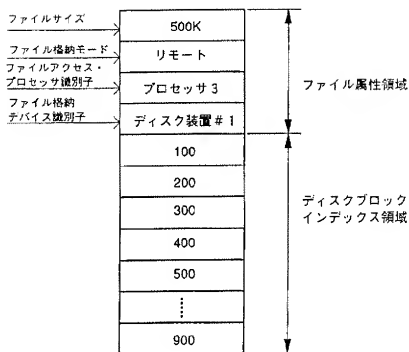 ファイルサイズ
500K
ファイル格納モード
リモート
ファイルアクセス・
プロセッサ識別子
プロセッサ3
ファイル格納
デバイス識別子
ディスク装置#1
ファイル属性領域
100
200
300
400
500
900
ディスクブロック
インデックス領域